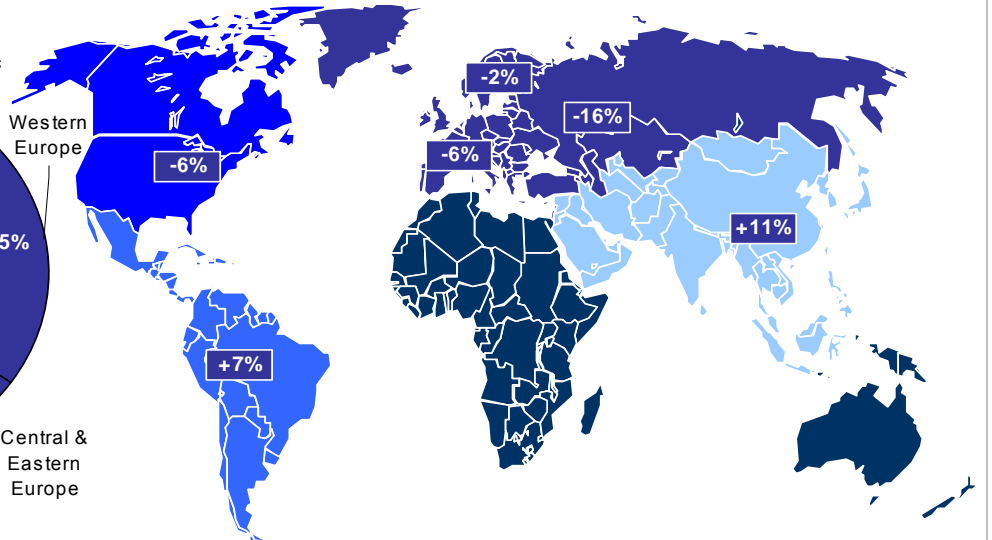 Western
Europe
5%
Central &
Eastern
Europe
-6%
+7%
-2%
-16%
-6%
+11%